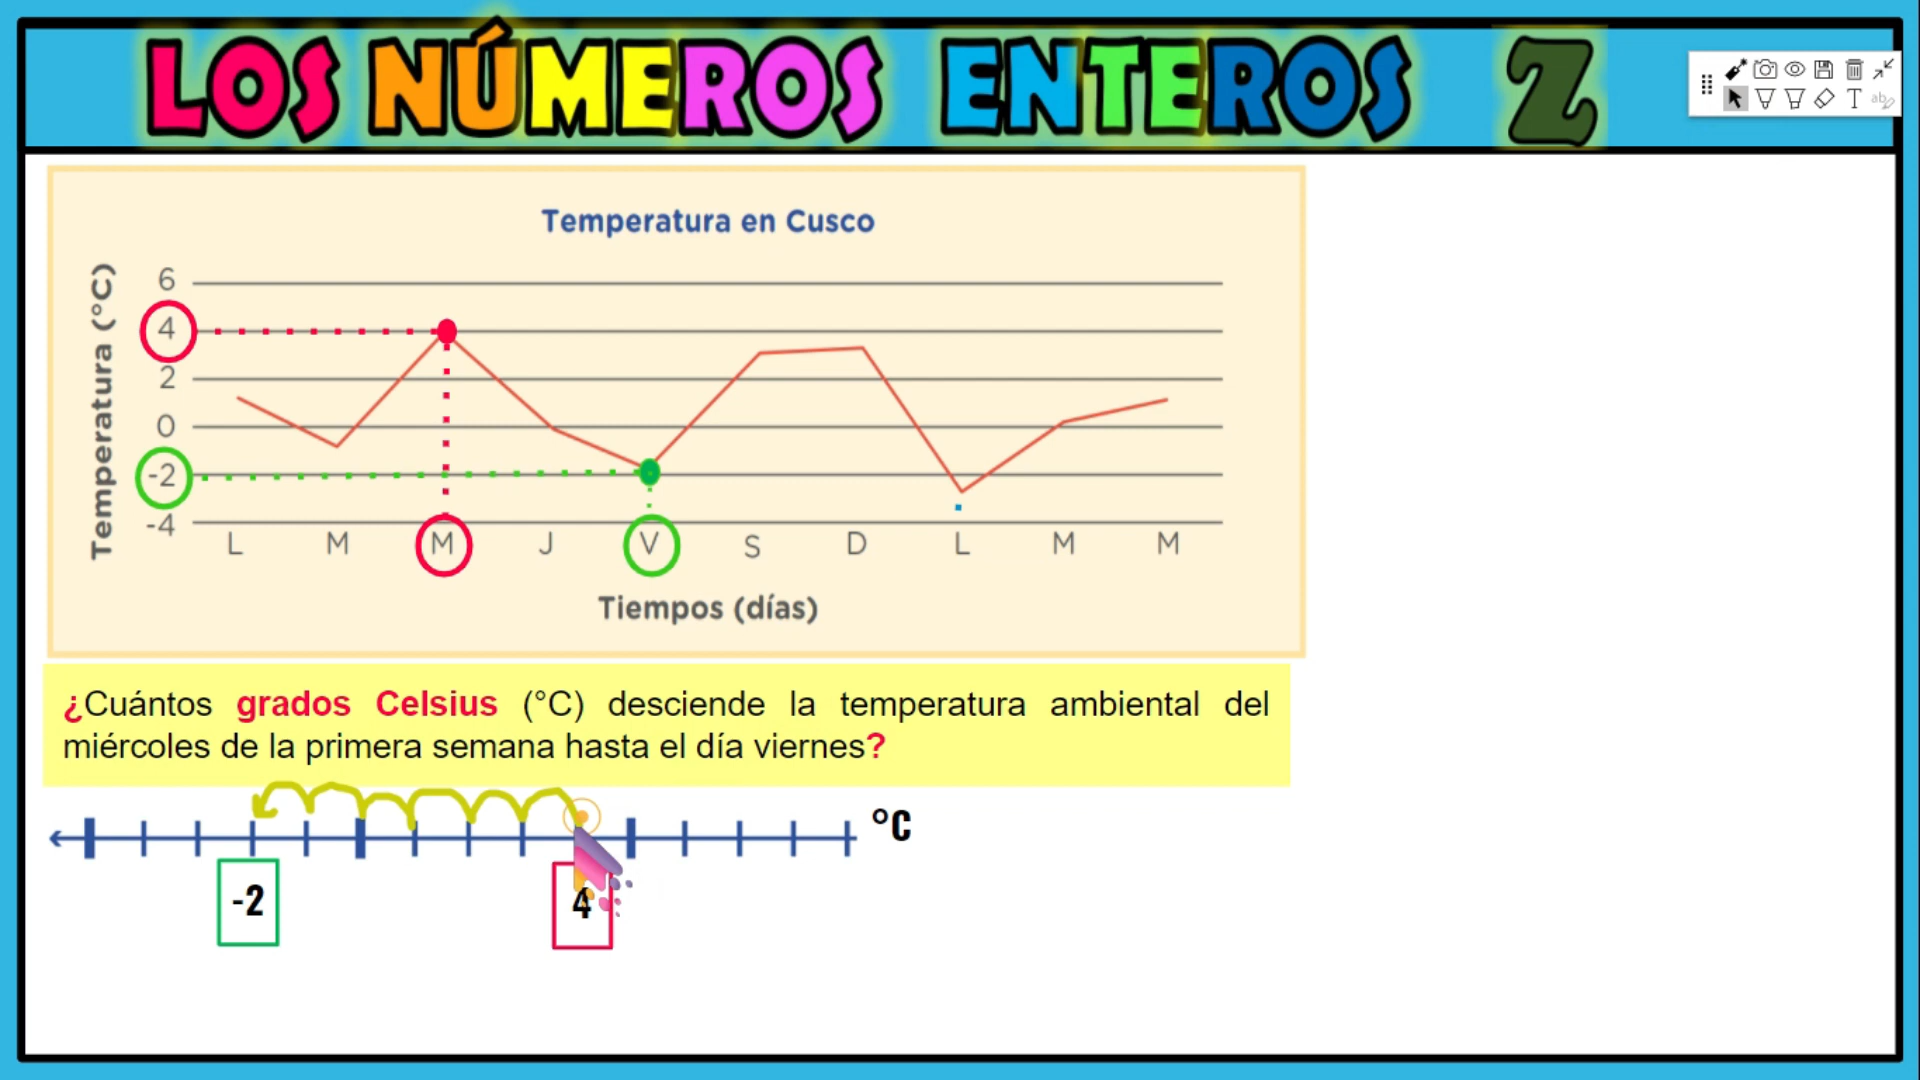 LOS NÚMEROS ENTEROS Z
Temperatura en Cusco
Temperatura (°C)
6
4
2
0
-2
-4
L M M J V S D L M M
Tiempos (días)
¿Cuántos grados Celsius (°C) desciende la temperatura ambiental del
miércoles de la primera semana hasta el día viernes?
°C
-2 4